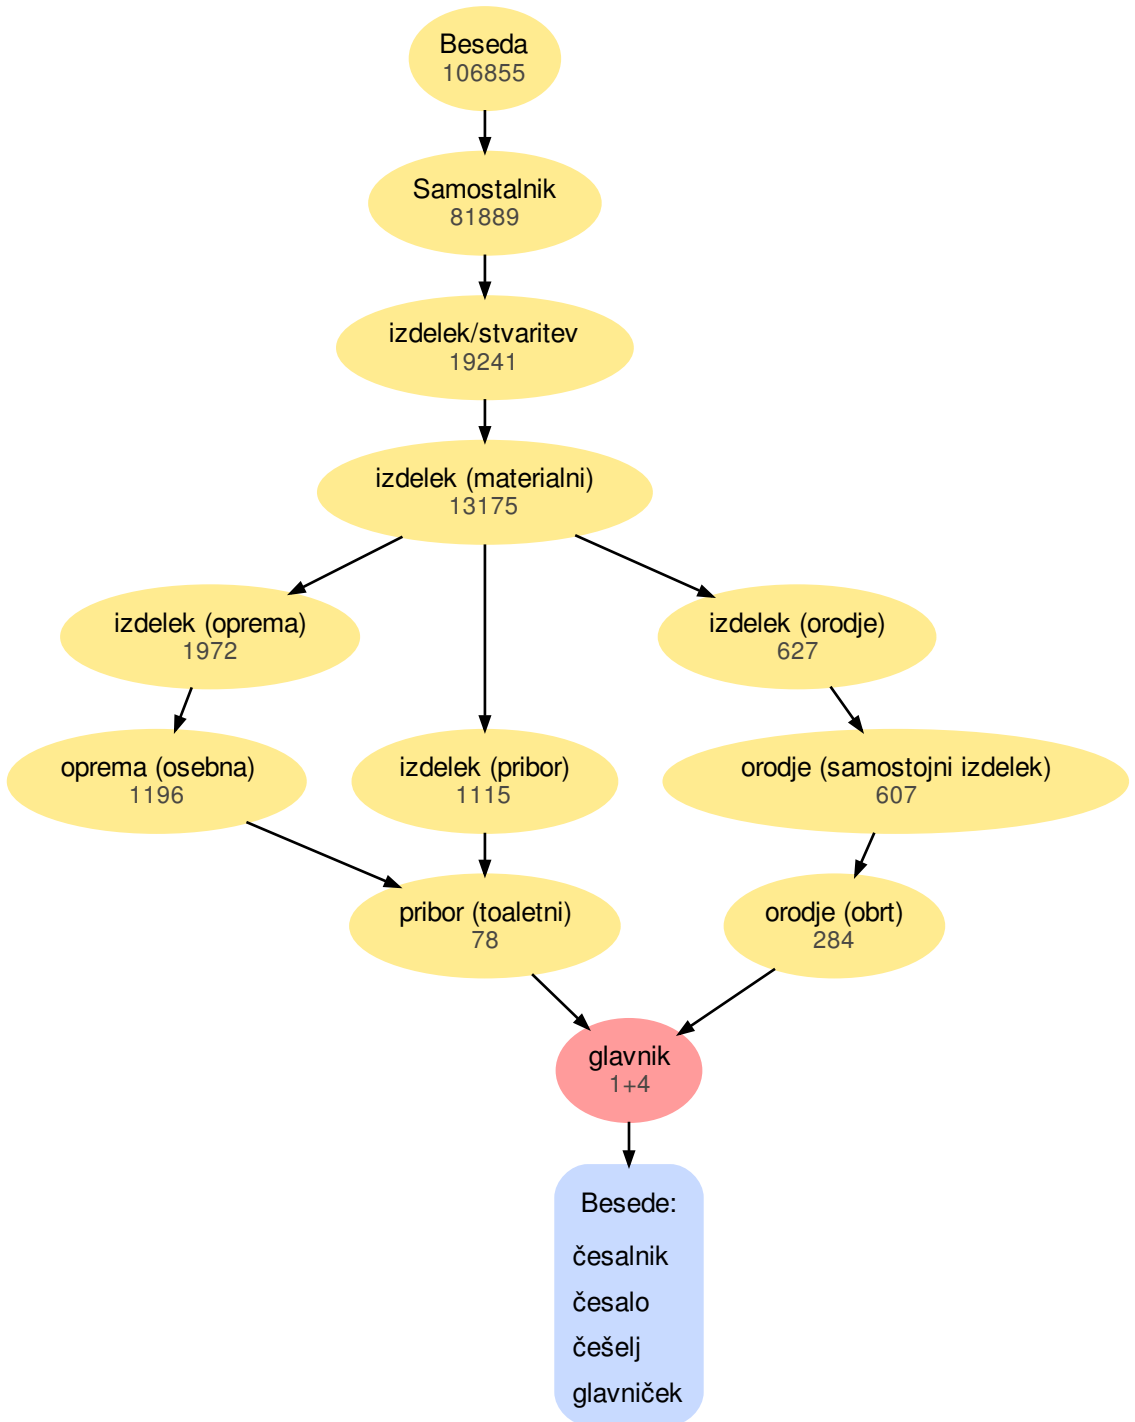 Beseda
106855
Samostalnik
81889
izdelek/stvaritev
19241
izdelek (materialni)
13175
izdelek (oprema)
1972
izdelek (orodje)
627
oprema (osebna)
1196
izdelek (pribor)
1115
orodje (samostojni izdelek)
607
pribor (toaletni)
78
orodje (obrt)
284
glavnik
1+4
Besede:
česalnik
česalo
češelj
glavniček